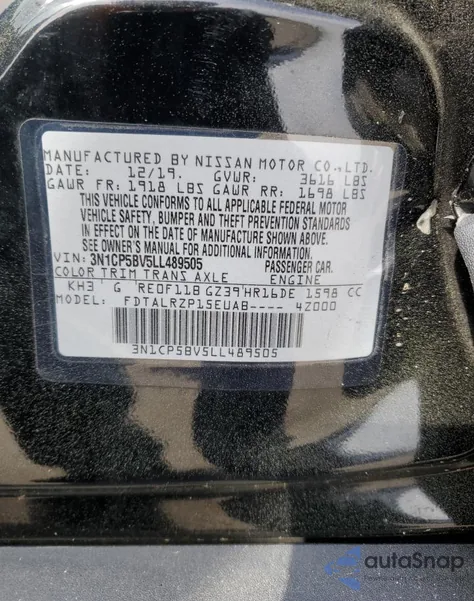 MANUFACTURED BY NISSAN MOTOR CO.,LTD.
DATE: 12/19. GVWR: 3616 LBS
GAWR FR: 1918 LBS GAWR RR: 1698 LBS
THIS VEHICLE CONFORMS TO ALL APPLICABLE FEDERAL MOTOR
VEHICLE SAFETY, BUMPER AND THEFT PREVENTION STANDARDS
IN EFFECT ON THE DATE OF MANUFACTURE SHOWN ABOVE.
SEE OWNER'S MANUAL FOR ADDITIONAL INFORMATION.
VIN: 3N1CP5BV5LL489505 PASSENGER CAR.
COLOR TRIM TRANS AXLE ENGINE
KH3 G RE0F11B GZ39 HR16DE 1598 CC
MODEL: FDTALRZP15EUAB---- 4Z000
3N1CP5BV5LL489505
autoSnap